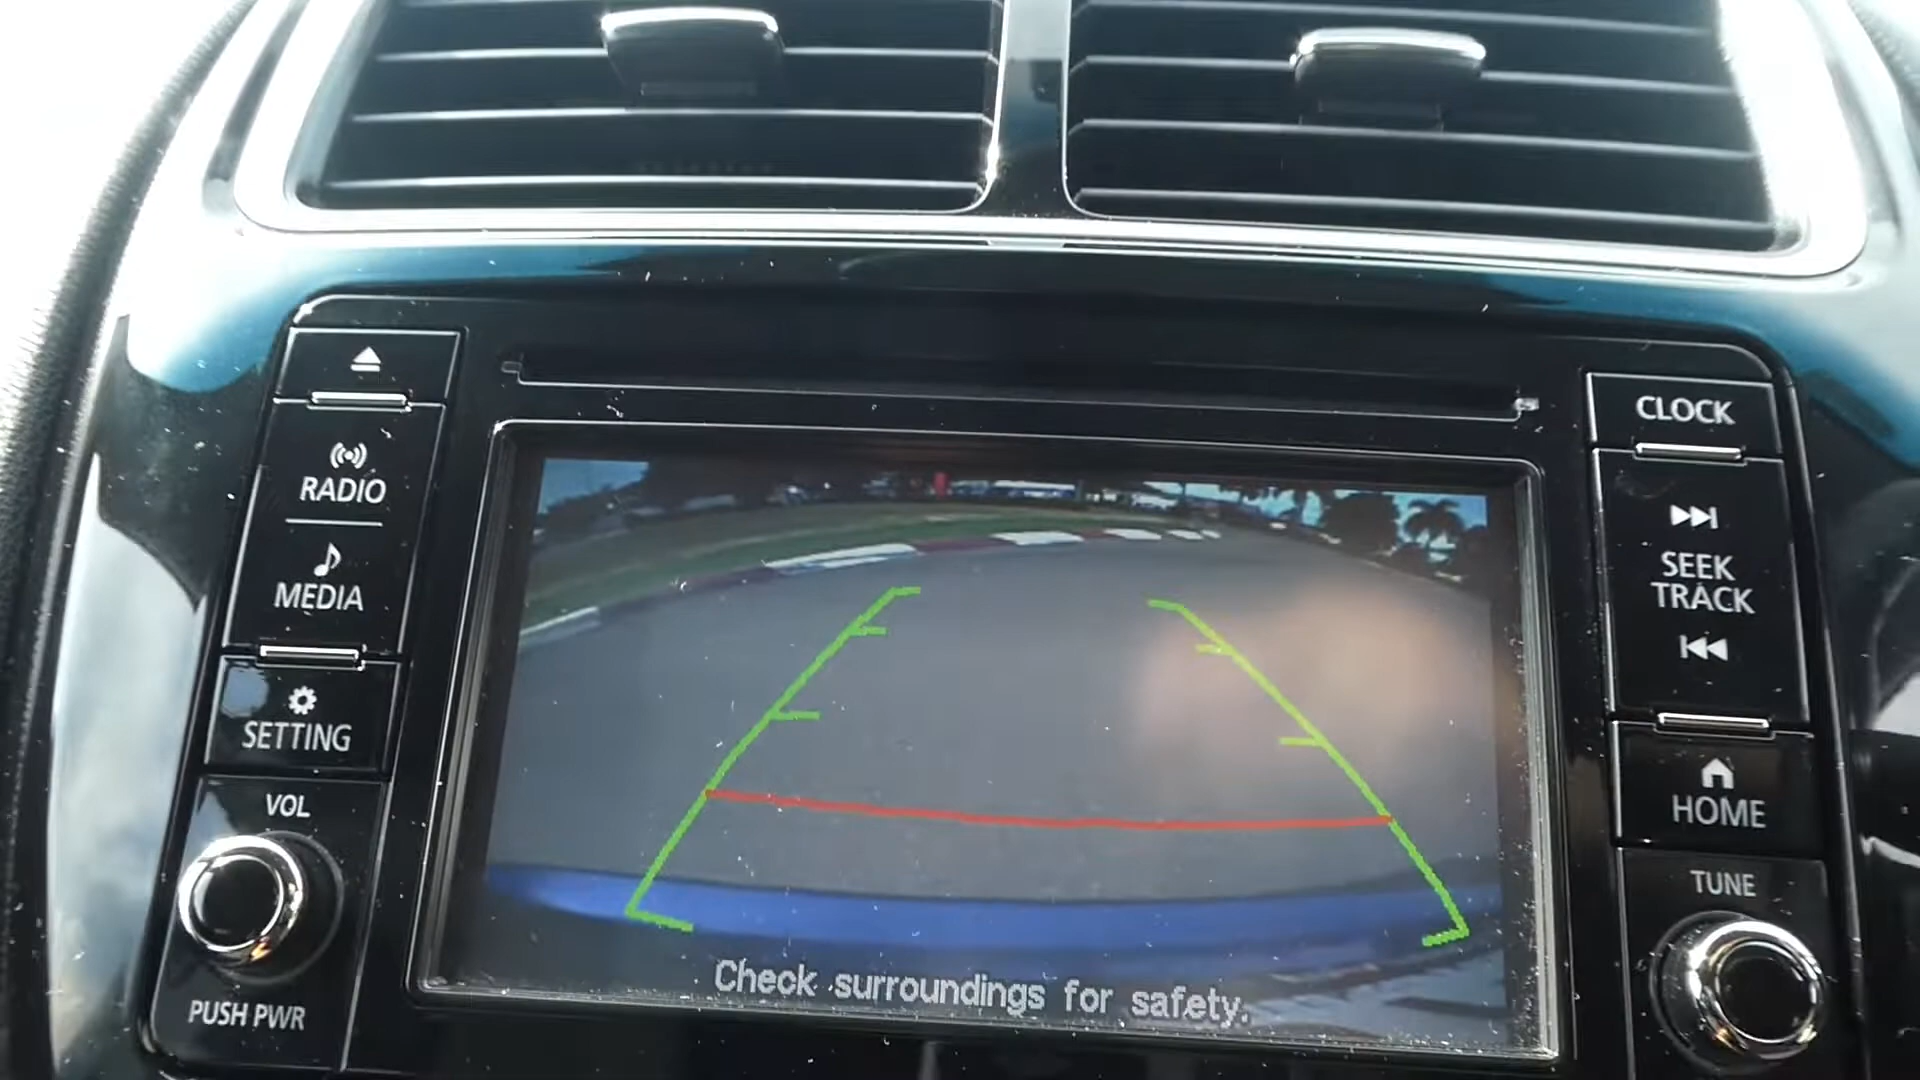 RADIO
MEDIA
SETTING
VOL
PUSH PWR
CLOCK
SEEK
TRACK
HOME
TUNE
Check surroundings for safety.